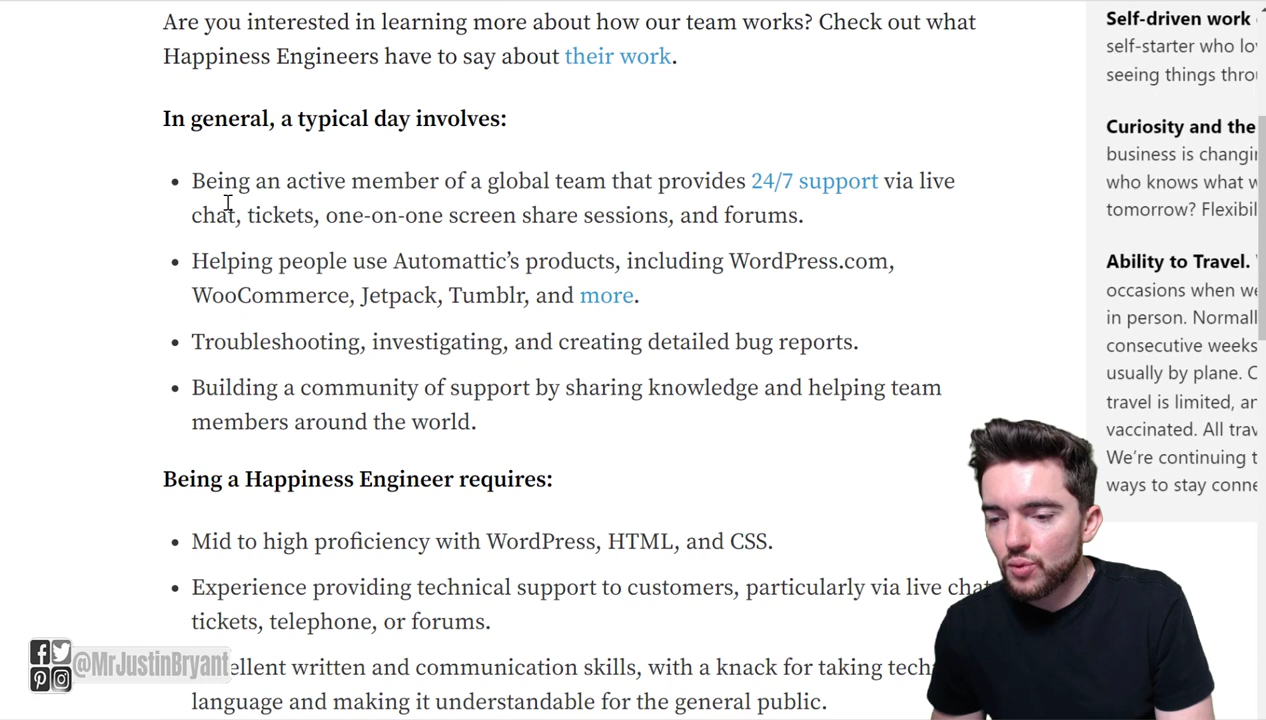 Are you interested in learning more about how our team works? Check out what
Happiness Engineers have to say about their work.
In general, a typical day involves:
• Being an active member of a global team that provides 24/7 support via live
chat, tickets, one-on-one screen share sessions, and forums.
• Helping people use Automattic’s products, including WordPress.com,
WooCommerce, Jetpack, Tumblr, and more.
• Troubleshooting, investigating, and creating detailed bug reports.
• Building a community of support by sharing knowledge and helping team
members around the world.
Being a Happiness Engineer requires:
• Mid to high proficiency with WordPress, HTML, and CSS.
• Experience providing technical support to customers, particularly via live chat
tickets, telephone, or forums.
ellent written and communication skills, with a knack for taking tech
language and making it understandable for the general public.
Self-driven work
self-starter who lo
seeing things thro
Curiosity and the
business is changi
who knows what w
tomorrow? Flexibil
Ability to Travel.
occasions when we
in person. Normall
consecutive weeks
usually by plane.
travel is limited, an
vaccinated. All trav
We’re continuing t
ways to stay conne
@MrJustinBryant